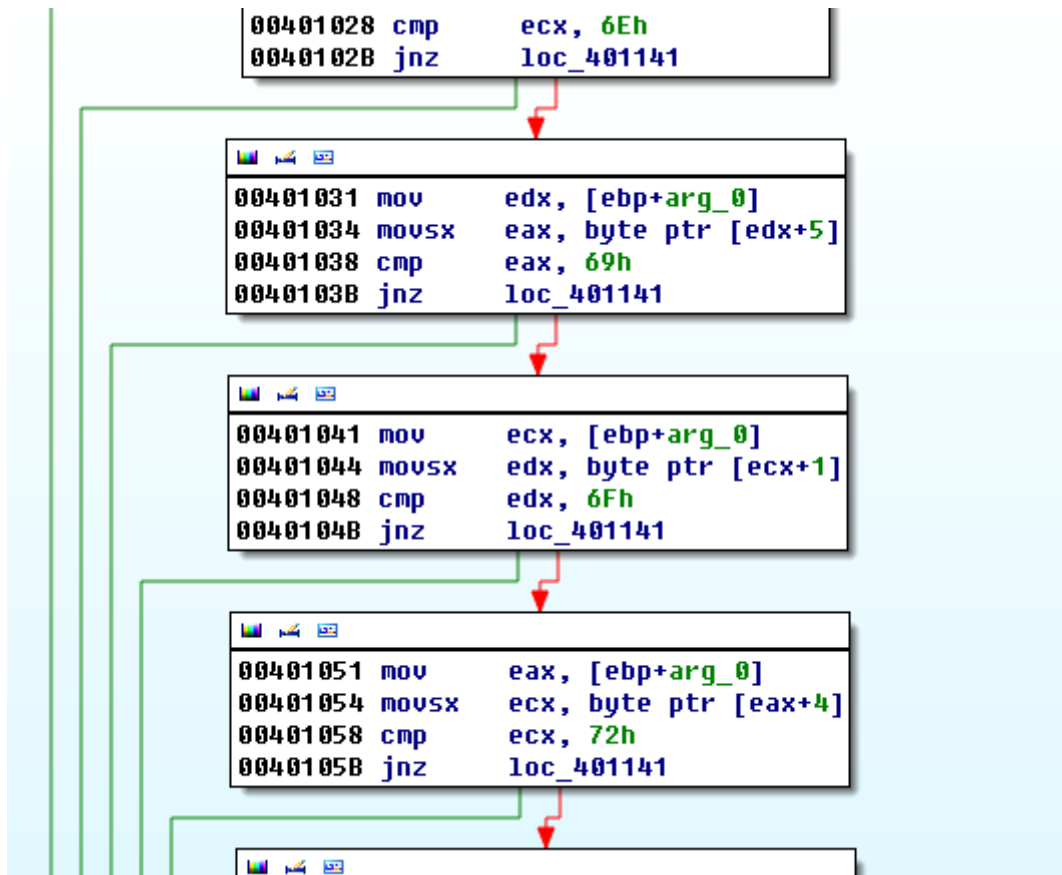 00401028 cmp ecx, 6Eh
0040102B jnz loc_401141
00401031 mov edx, [ebp+arg_0]
00401034 movsx eax, byte ptr [edx+5]
00401038 cmp eax, 69h
0040103B jnz loc_401141
00401041 mov ecx, [ebp+arg_0]
00401044 movsx edx, byte ptr [ecx+1]
00401048 cmp edx, 6Fh
0040104B jnz loc_401141
00401051 mov eax, [ebp+arg_0]
00401054 movsx ecx, byte ptr [eax+4]
00401058 cmp ecx, 72h
0040105B jnz loc_401141